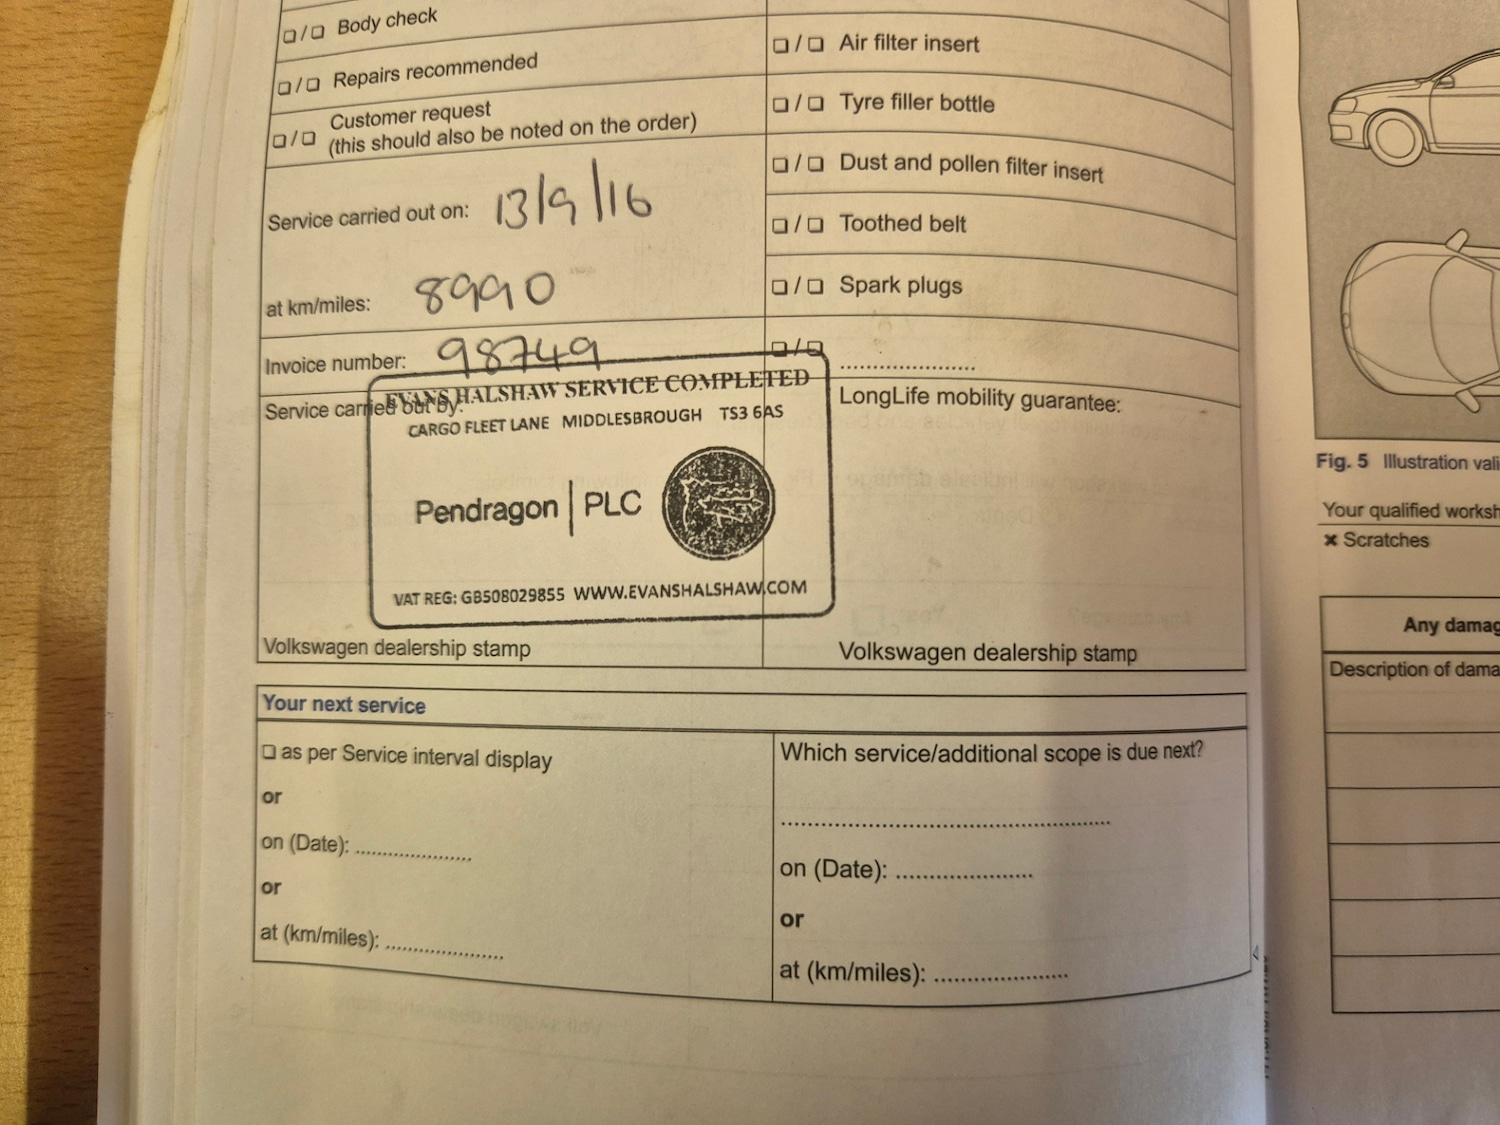 ☐/☐ Body check
☐/☐ Repairs recommended
☐/☐ Customer request
(this should also be noted on the order)
Service carried out on: 13/9/16
at km/miles: 8990
Invoice number: 98749
Service carried out by:
EVANS HALSHAW SERVICE COMPLETED
CARGO FLEET LANE MIDDLESBROUGH TS3 6AS
Pendragon | PLC
VAT REG: GB508029855 WWW.EVANSHALSHAW.COM
Volkswagen dealership stamp
☐/☐ Air filter insert
☐/☐ Tyre filler bottle
☐/☐ Dust and pollen filter insert
☐/☐ Toothed belt
☐/☐ Spark plugs
☐/☐ ......................
LongLife mobility guarantee:
Volkswagen dealership stamp
Your next service
☐ as per Service interval display
or
on (Date): ....................
or
at (km/miles): ....................
Which service/additional scope is due next?
..................................................
on (Date): ......................
or
at (km/miles): ......................
Fig. 5 Illustration vali
Your qualified worksh
✖ Scratches
Any damag
Description of dama